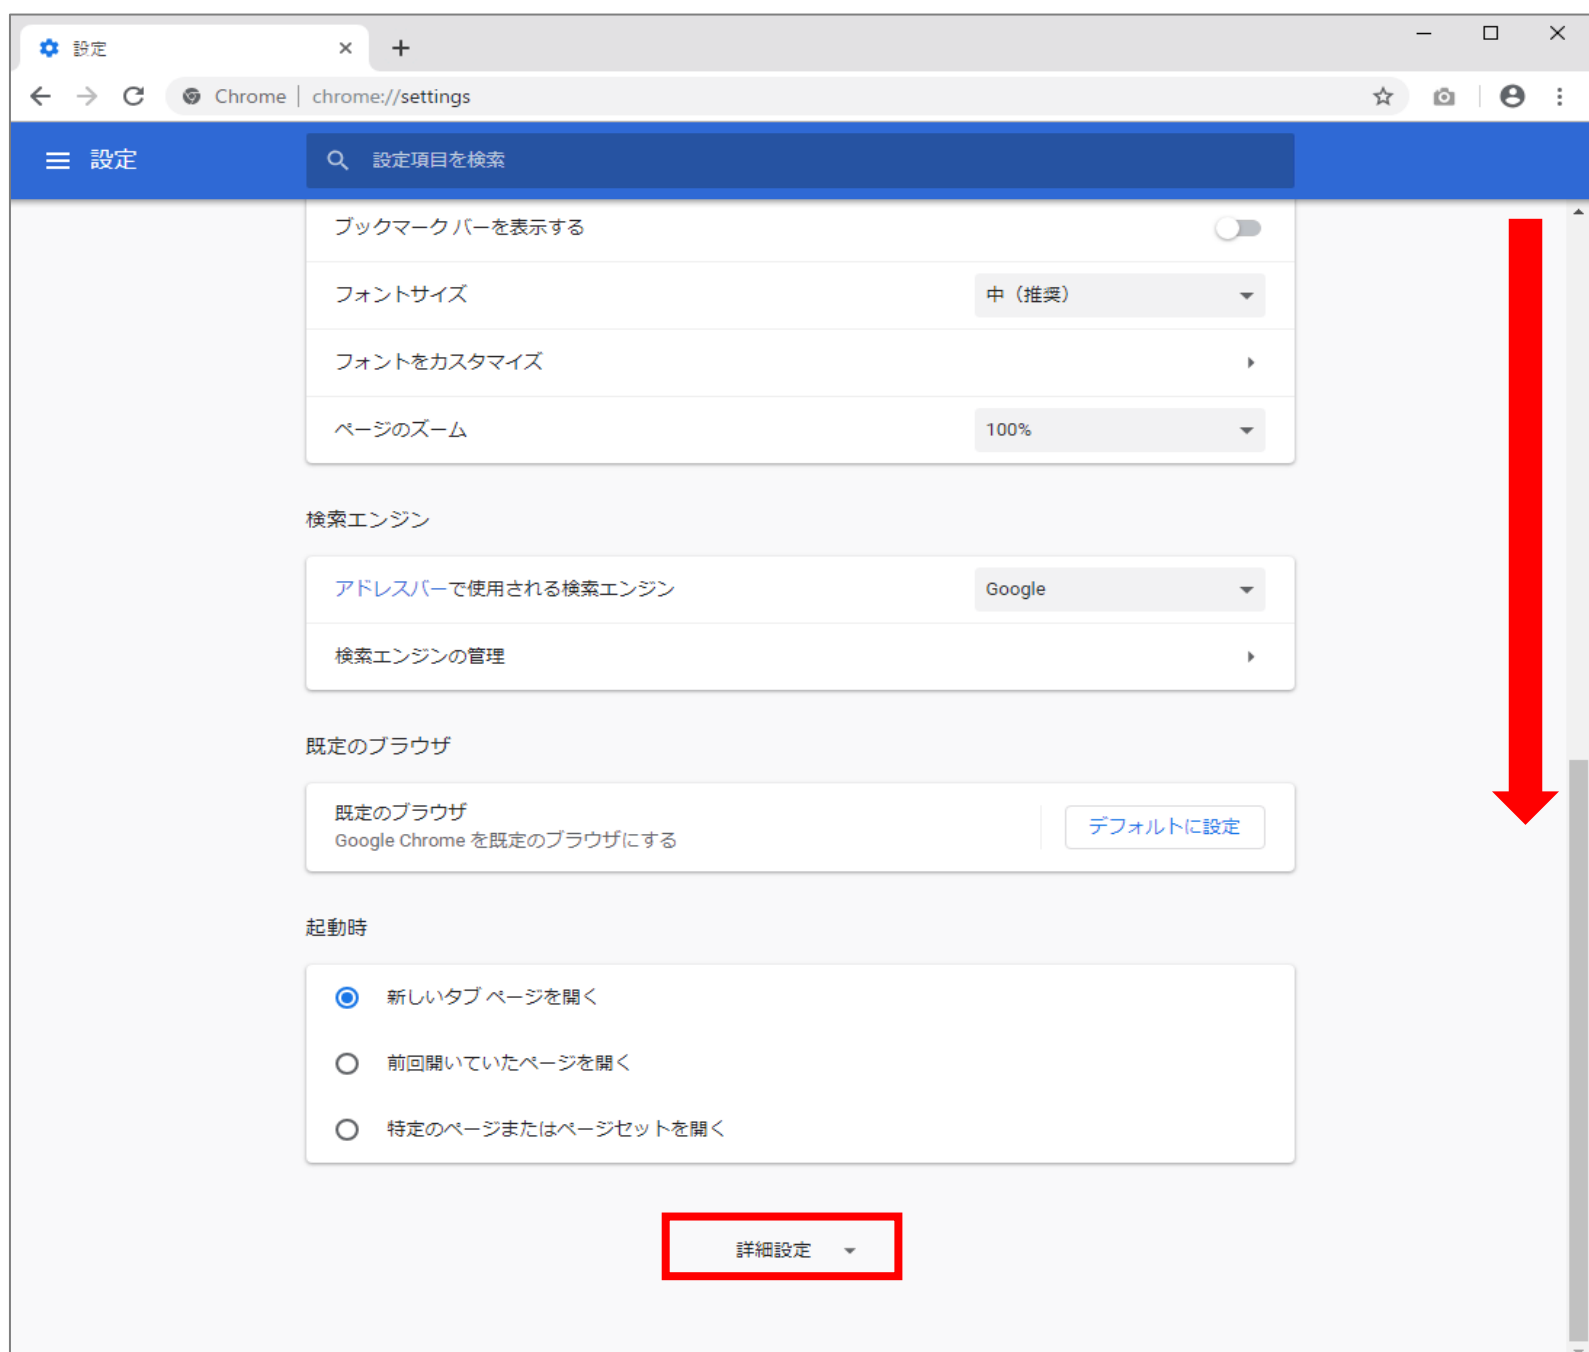 設定
Chrome | chrome://settings
設定
設定項目を検索
ブックマーク バーを表示する
フォントサイズ
中（推奨）
フォントをカスタマイズ
ページのズーム
100%
検索エンジン
アドレスバーで使用される検索エンジン
Google
検索エンジンの管理
既定のブラウザ
既定のブラウザ
Google Chrome を既定のブラウザにする
デフォルトに設定
起動時
新しいタブ ページを開く
前回開いていたページを開く
特定のページまたはページセットを開く
詳細設定